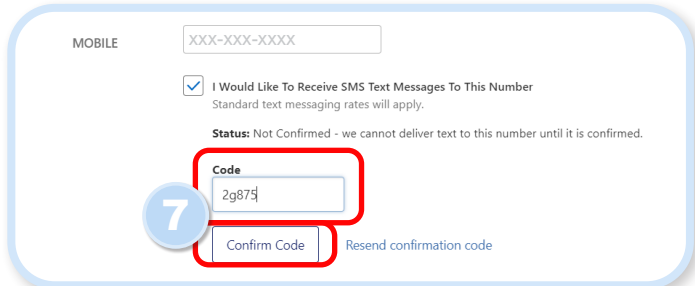 MOBILE
XXX-XXX-XXXX
I Would Like To Receive SMS Text Messages To This Number
Standard text messaging rates will apply.
Status: Not Confirmed - we cannot deliver text to this number until it is confirmed.
Code
2g875
7
Confirm Code
Resend confirmation code